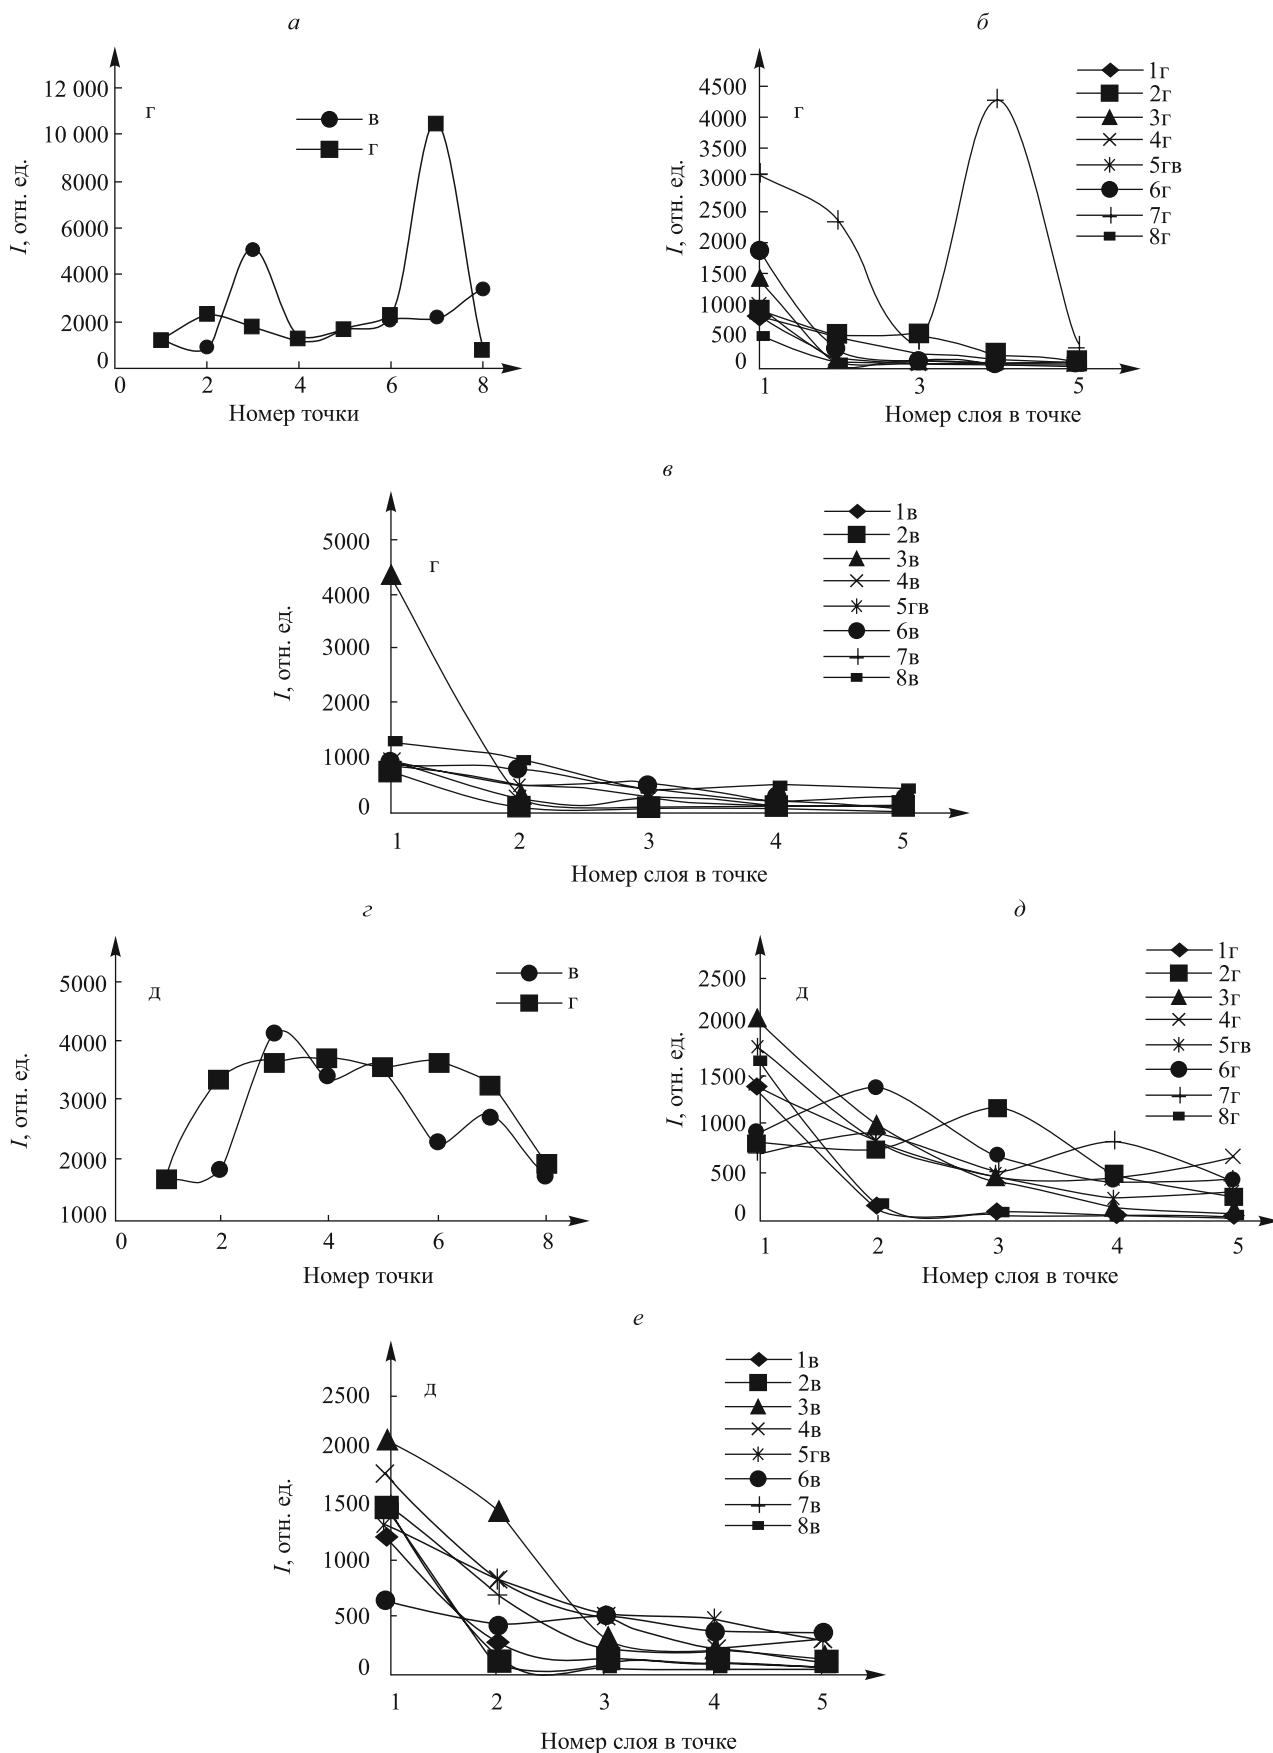 а
I, отн. ед.
12 000
10 000
8000
6000
4000
2000
0
г
в
г
0
2
4
6
8
Номер точки
б
I, отн. ед.
4500
4000
3500
3000
2500
2000
1500
1000
500
0
г
1г
2г
3г
4г
5гв
6г
7г
8г
1
3
5
Номер слоя в точке
в
I, отн. ед.
5000
4000
3000
2000
1000
0
г
1в
2в
3в
4в
5гв
6в
7в
8в
1
2
3
4
5
Номер слоя в точке
г
I, отн. ед.
5000
4000
3000
2000
1000
д
в
г
0
2
4
6
8
Номер точки
д
I, отн. ед.
2500
2000
1500
1000
500
0
д
1г
2г
3г
4г
5гв
6г
7г
8г
1
2
3
4
5
Номер слоя в точке
е
I, отн. ед.
2500
2000
1500
1000
500
0
д
1в
2в
3в
4в
5гв
6в
7в
8в
1
2
3
4
5
Номер слоя в точке